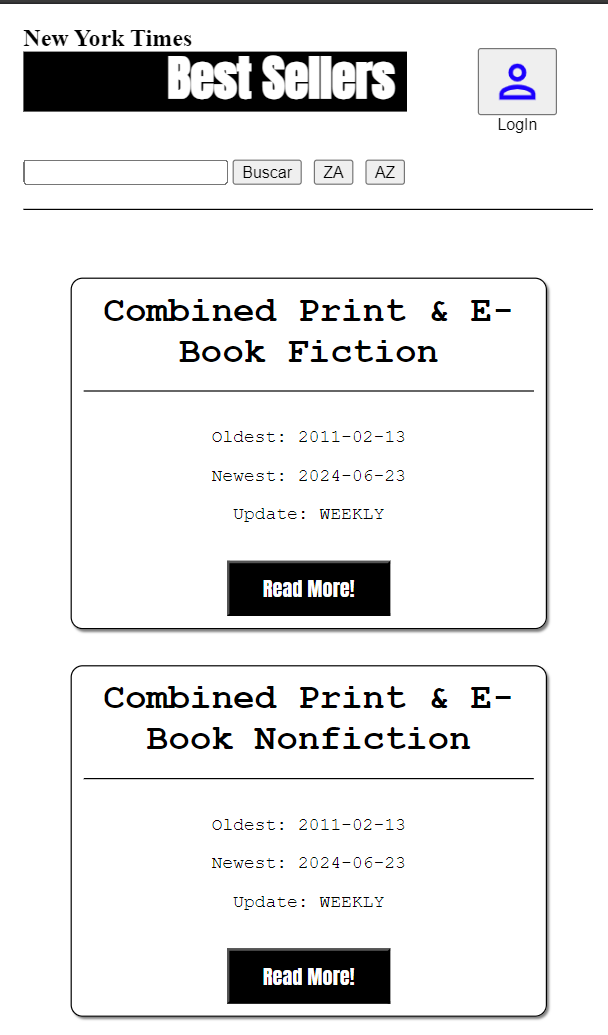 New York Times
Best Sellers
LogIn
Buscar ZA AZ
Combined Print & E-
Book Fiction
Oldest: 2011-02-13
Newest: 2024-06-23
Update: WEEKLY
Read More!
Combined Print & E-
Book Nonfiction
Oldest: 2011-02-13
Newest: 2024-06-23
Update: WEEKLY
Read More!